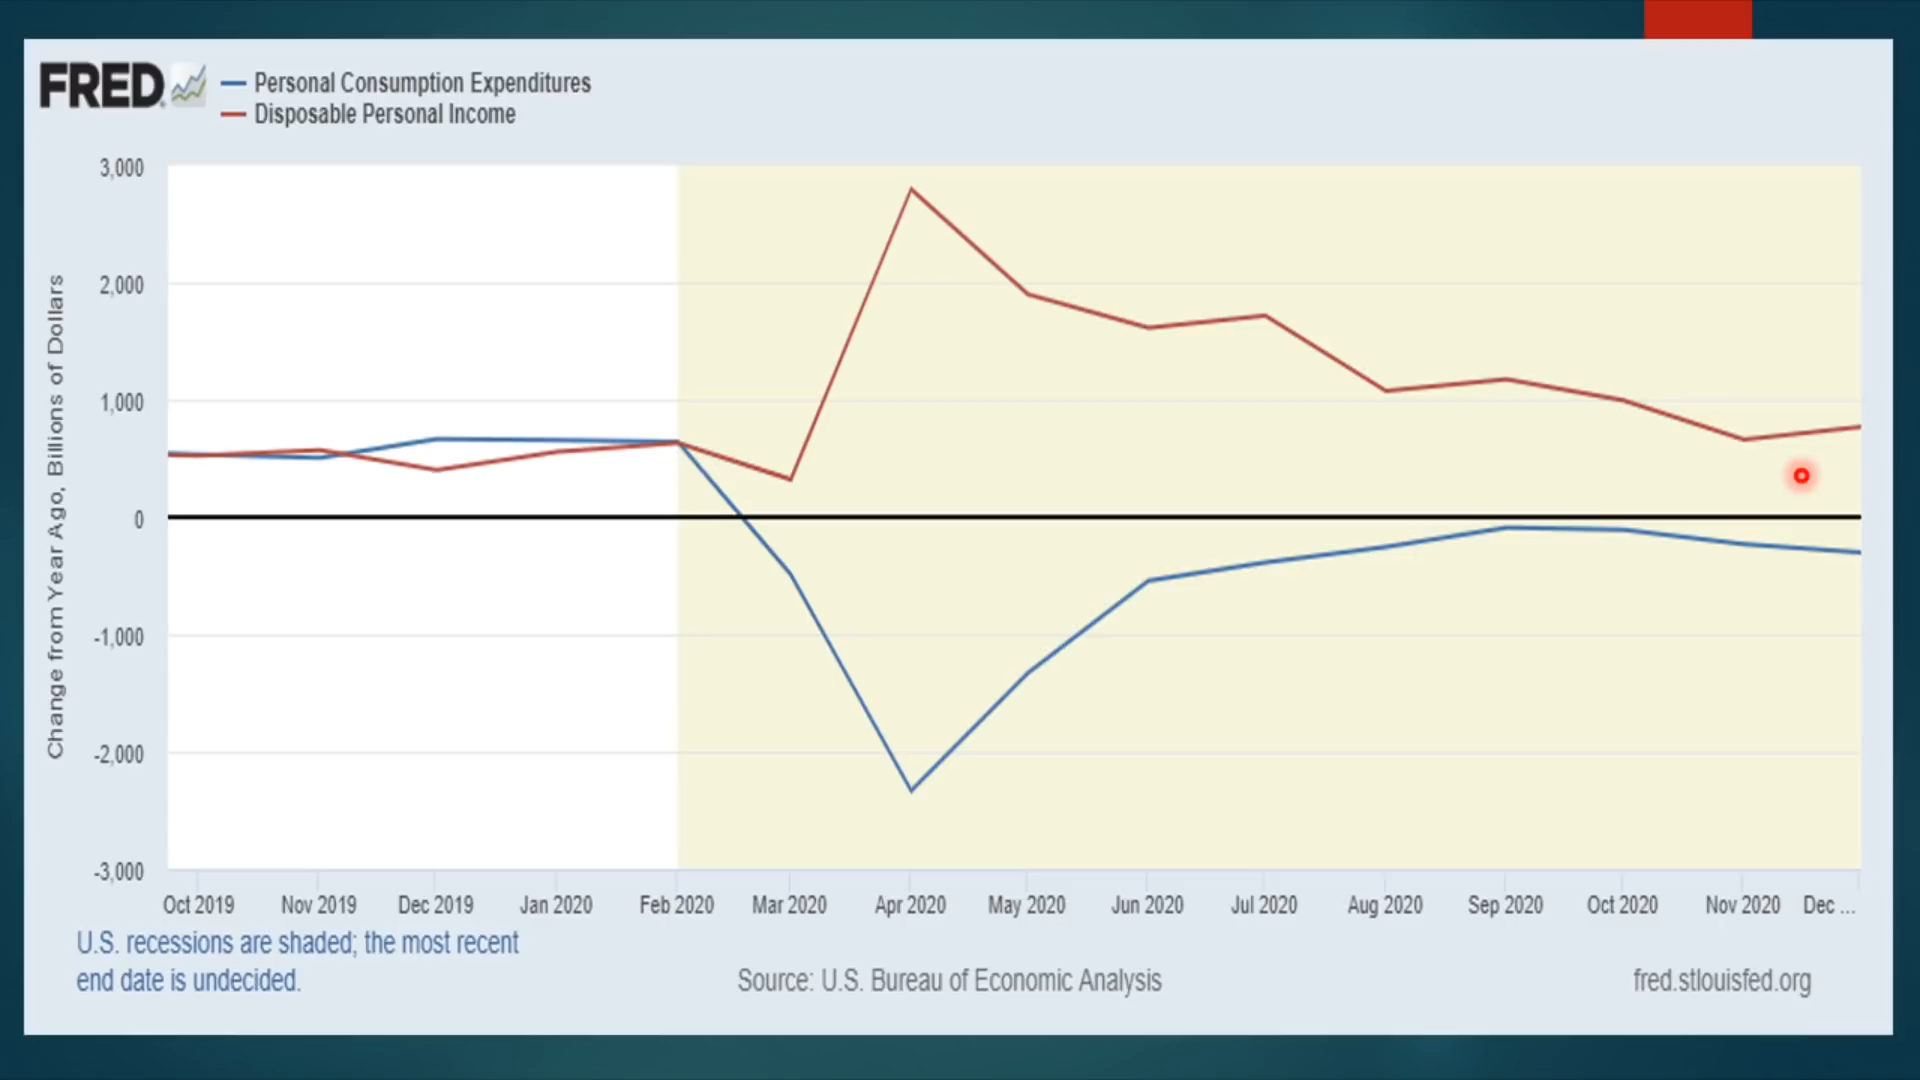 FRED
Personal Consumption Expenditures
Disposable Personal Income
Change from Year Ago, Billions of Dollars
3,000
2,000
1,000
0
-1,000
-2,000
-3,000
Oct 2019 Nov 2019 Dec 2019 Jan 2020 Feb 2020 Mar 2020 Apr 2020 May 2020 Jun 2020 Jul 2020 Aug 2020 Sep 2020 Oct 2020 Nov 2020 Dec ...
U.S. recessions are shaded; the most recent
end date is undecided.
Source: U.S. Bureau of Economic Analysis
fred.stlouisfed.org